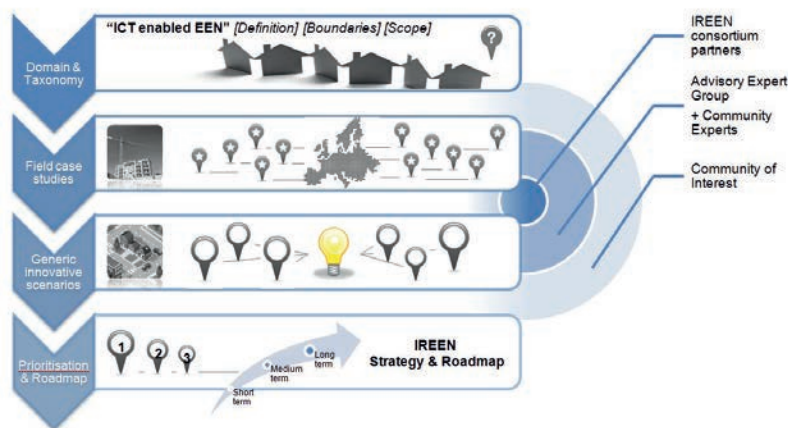 "ICT enabled EEN" [Definition] [Boundaries] [Scope]
?
Domain &
Taxonomy
Field case
studies
Generic
innovative
scenarios
Prioritisation
& Roadmap
1
2
3
Short
term
Medium
term
Long
term
IREEN
Strategy & Roadmap
IREEN
consortium
partners
Advisory Expert
Group
+ Community
Experts
Community of
Interest